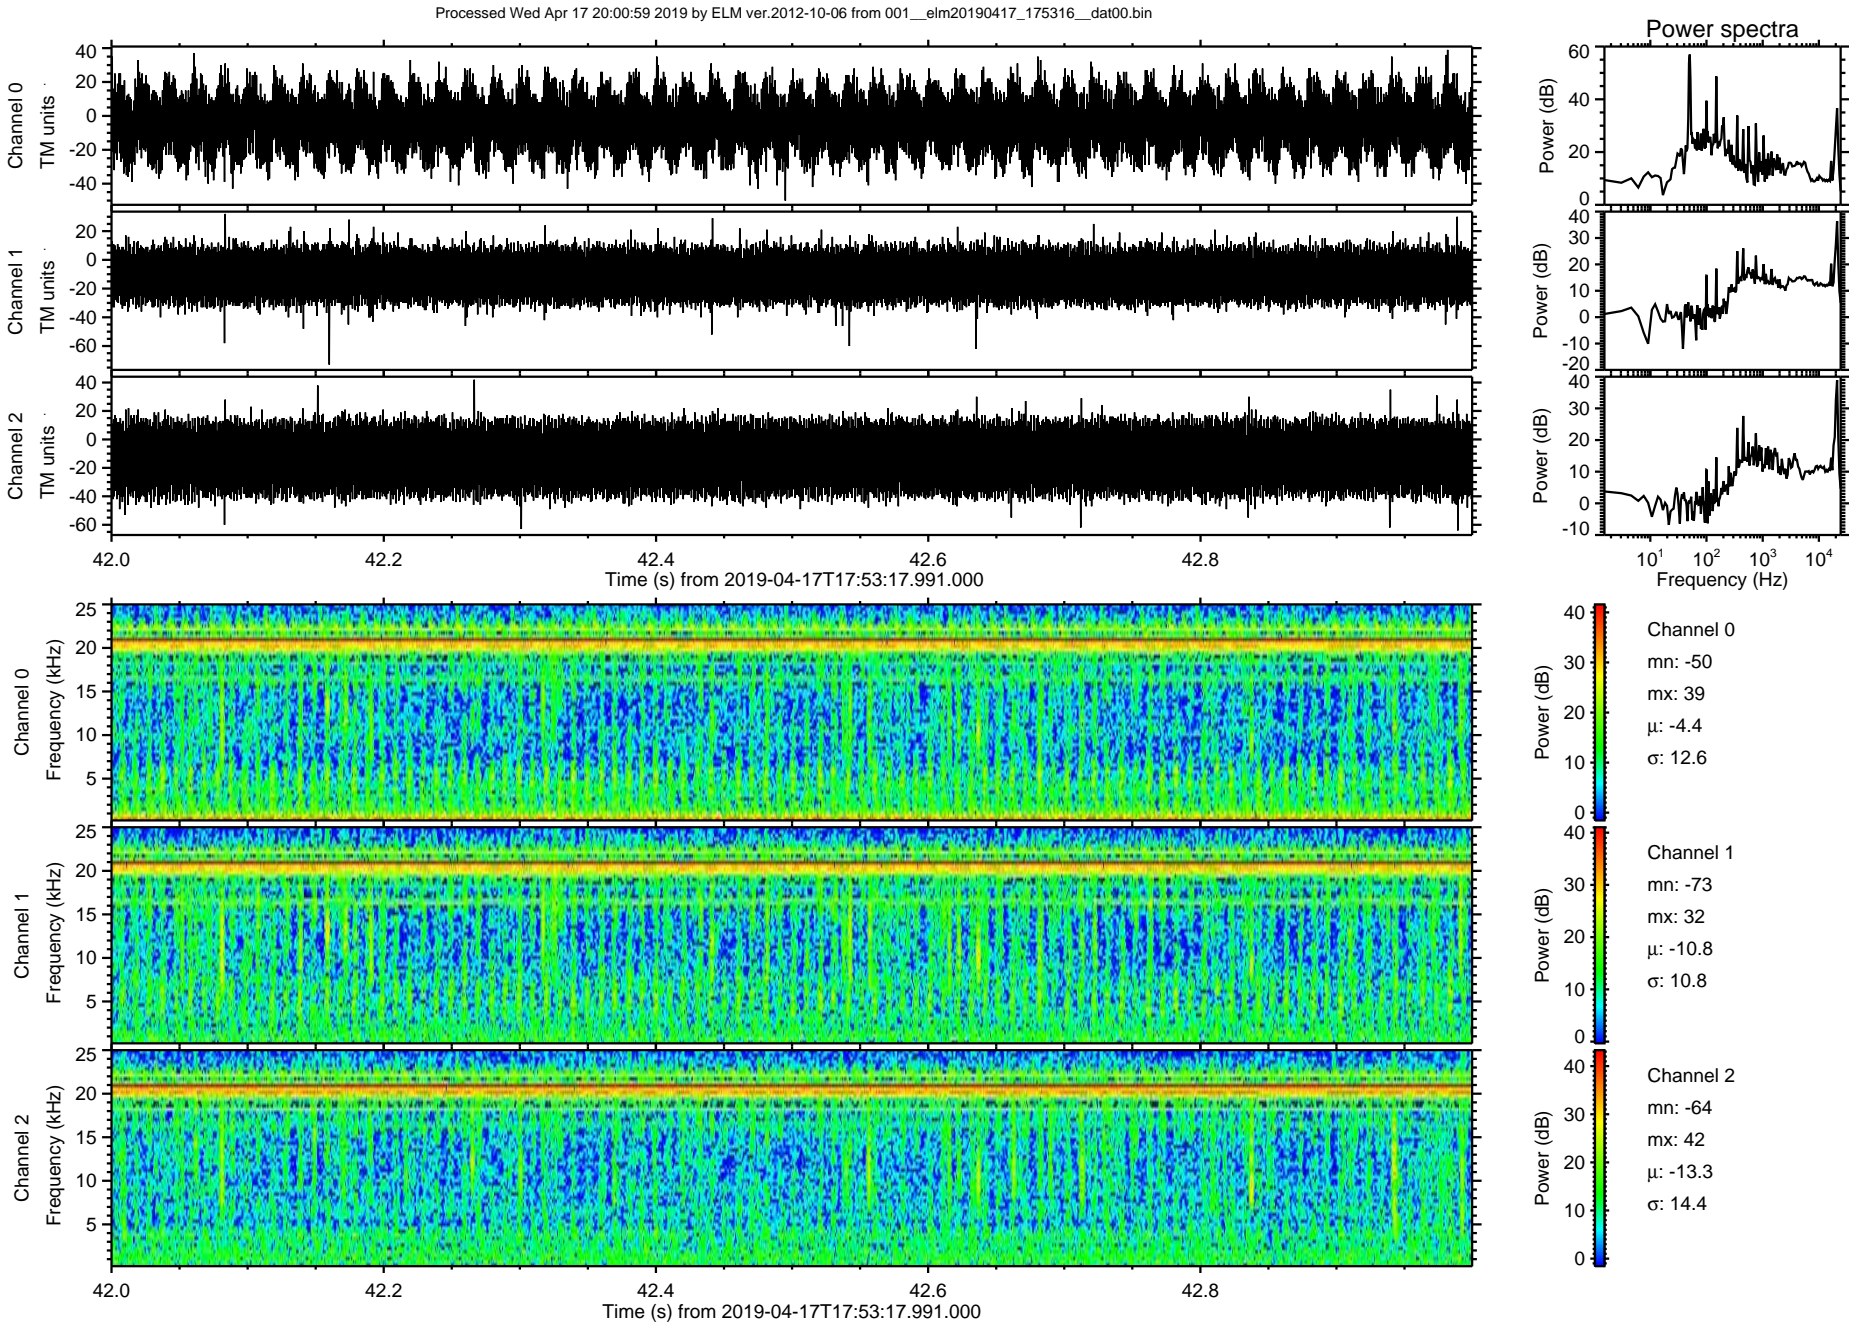 Processed Wed Apr 17 20:00:59 2019 by ELM ver.2012-10-06 from 001__elm20190417_175316__dat00.bin
Power spectra
Channel 0
TM units
40
20
0
-20
-40
Power (dB)
60
40
20
0
Channel 1
TM units
20
0
-20
-40
-60
Power (dB)
40
30
20
10
0
-10
-20
Channel 2
TM units
40
20
0
-20
-40
-60
Power (dB)
40
30
20
10
0
-10
42.0 42.2 42.4 42.6 42.8
Time (s) from 2019-04-17T17:53:17.991.000
10^1 10^2 10^3 10^4
Frequency (Hz)
Channel 0
Frequency (kHz)
25
20
15
10
5
Power (dB)
40
30
20
10
0
Channel 0
mn: -50
mx: 39
μ: -4.4
σ: 12.6
Channel 1
Frequency (kHz)
25
20
15
10
5
Power (dB)
40
30
20
10
0
Channel 1
mn: -73
mx: 32
μ: -10.8
σ: 10.8
Channel 2
Frequency (kHz)
25
20
15
10
5
Power (dB)
40
30
20
10
0
Channel 2
mn: -64
mx: 42
μ: -13.3
σ: 14.4
42.0 42.2 42.4 42.6 42.8
Time (s) from 2019-04-17T17:53:17.991.000